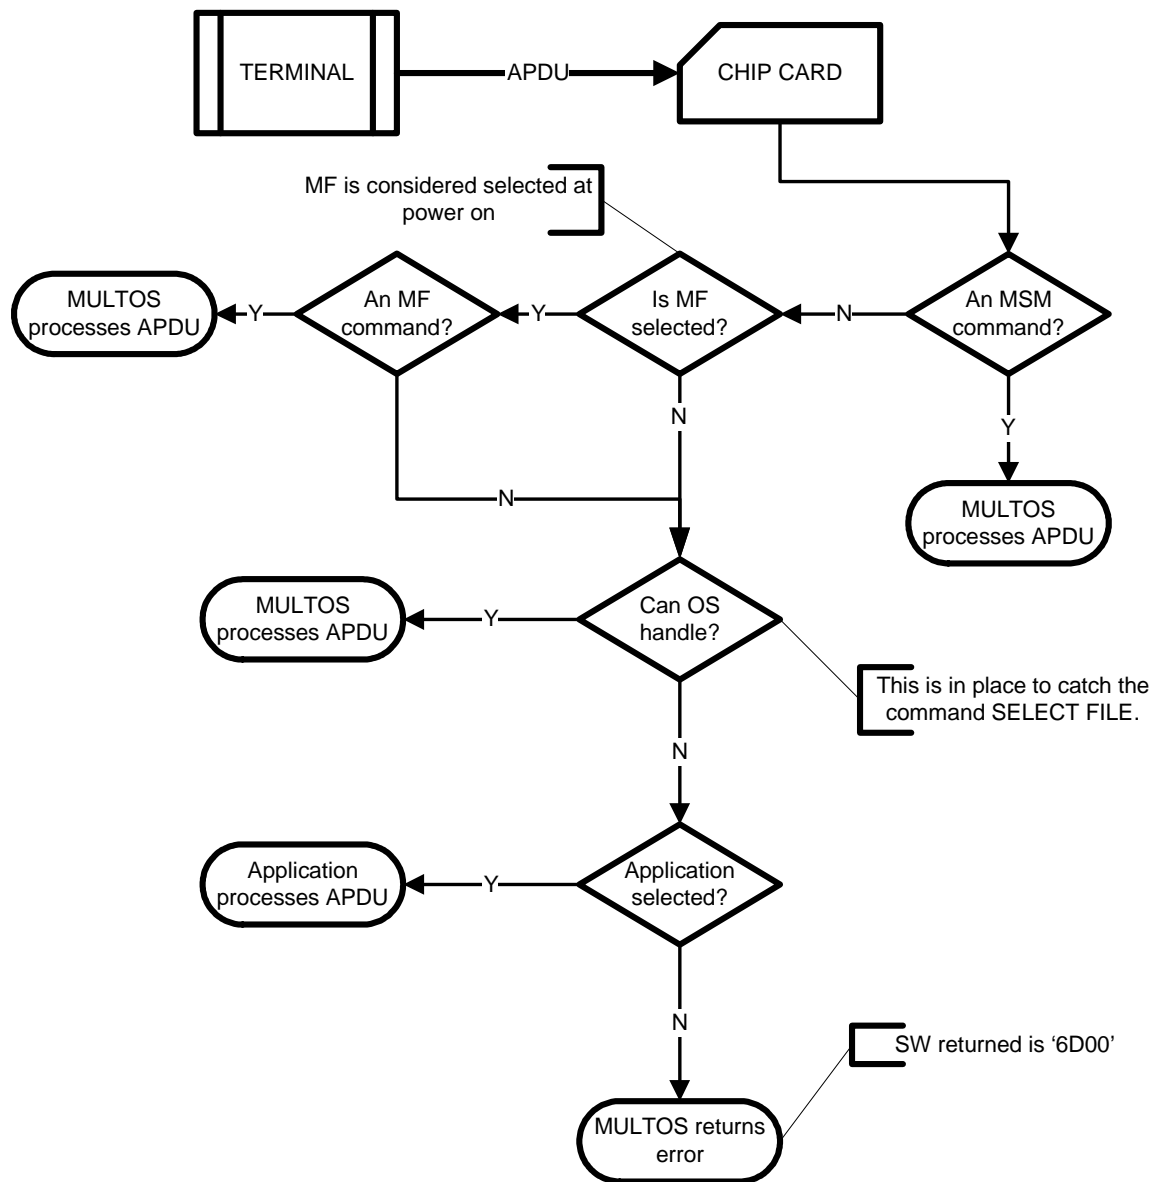 TERMINAL
APDU
CHIP CARD
MF is considered selected at
power on
MULTOS
processes APDU
Y
An MF
command?
Y
Is MF
selected?
N
An MSM
command?
N
Y
N
MULTOS
processes APDU
MULTOS
processes APDU
Y
Can OS
handle?
This is in place to catch the
command SELECT FILE.
N
Application
processes APDU
Y
Application
selected?
N
SW returned is ‘6D00’
MULTOS returns
error